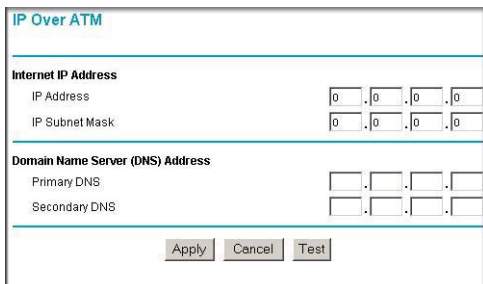 IP Over ATM
Internet IP Address
IP Address 0 . 0 . 0 . 0
IP Subnet Mask 0 . 0 . 0 . 0
Domain Name Server (DNS) Address
Primary DNS . . .
Secondary DNS . . .
Apply Cancel Test